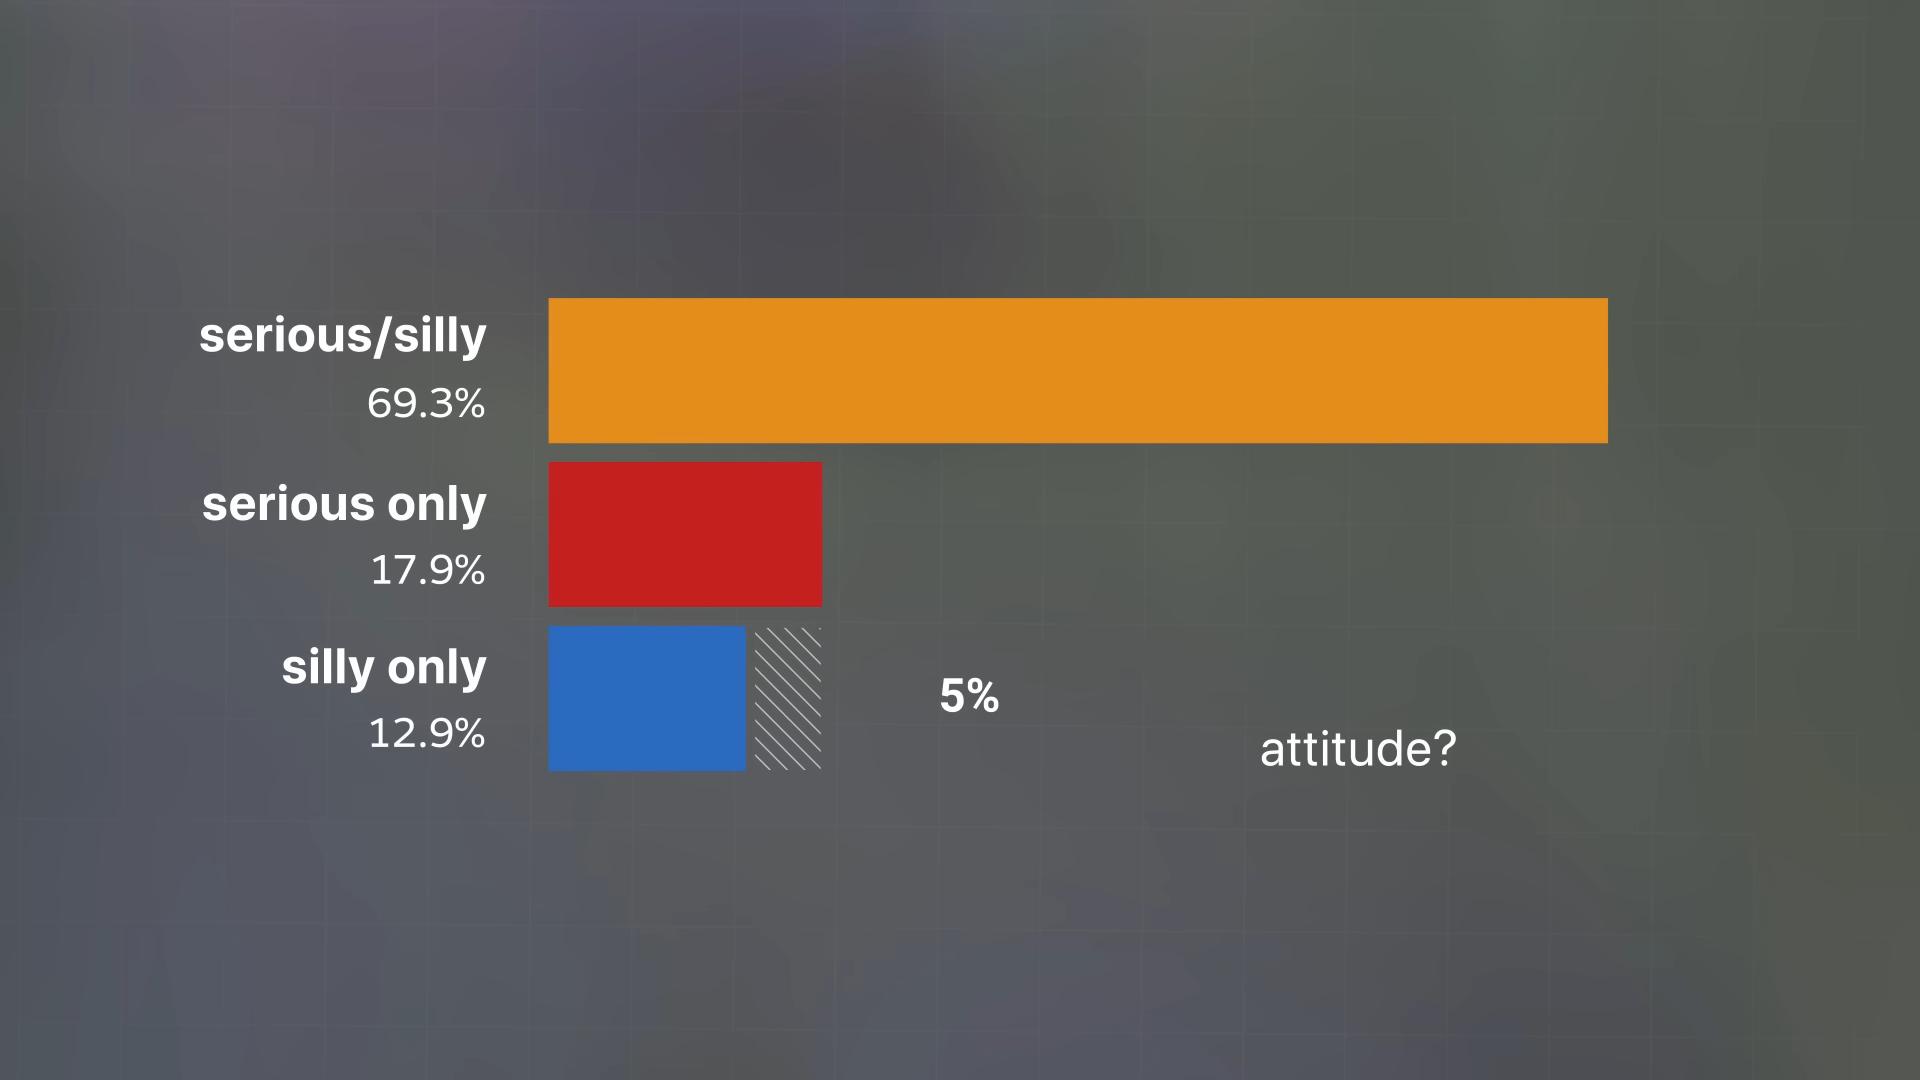 serious/silly
69.3%
serious only
17.9%
silly only
12.9%
5%
attitude?